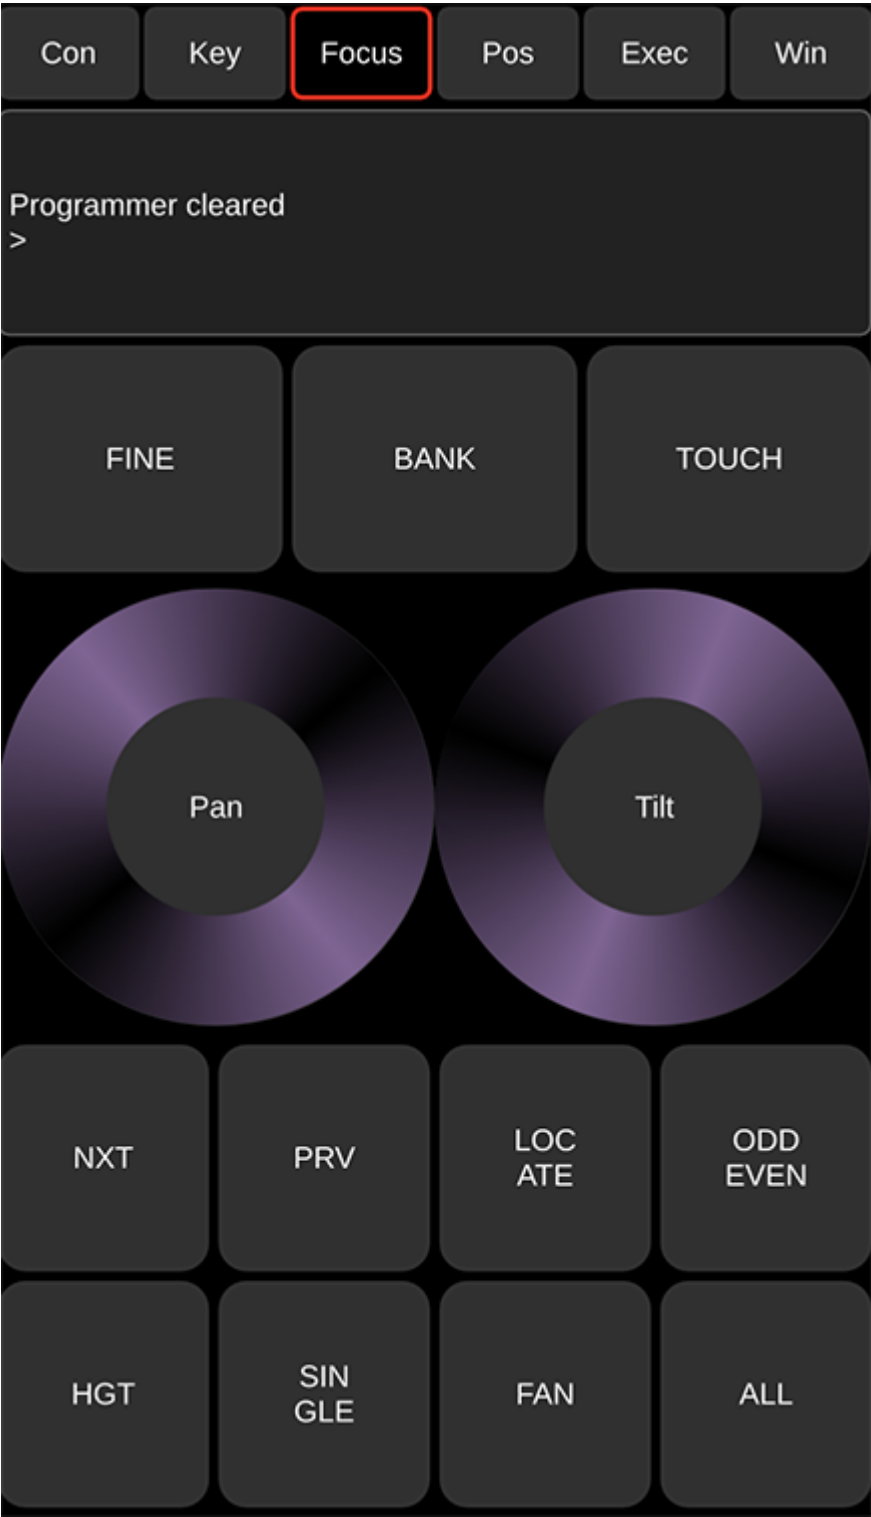 Con Key Focus Pos Exec Win
Programmer cleared
>
FINE BANK TOUCH
Pan Tilt
NXT PRV LOC
ATE ODD
EVEN
HGT SIN
GLE FAN ALL